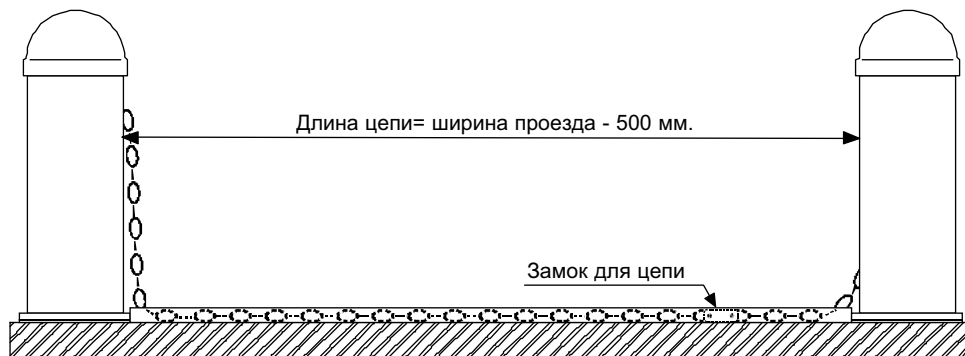 Длина цепи= ширина проезда - 500 мм.
Замок для цепи